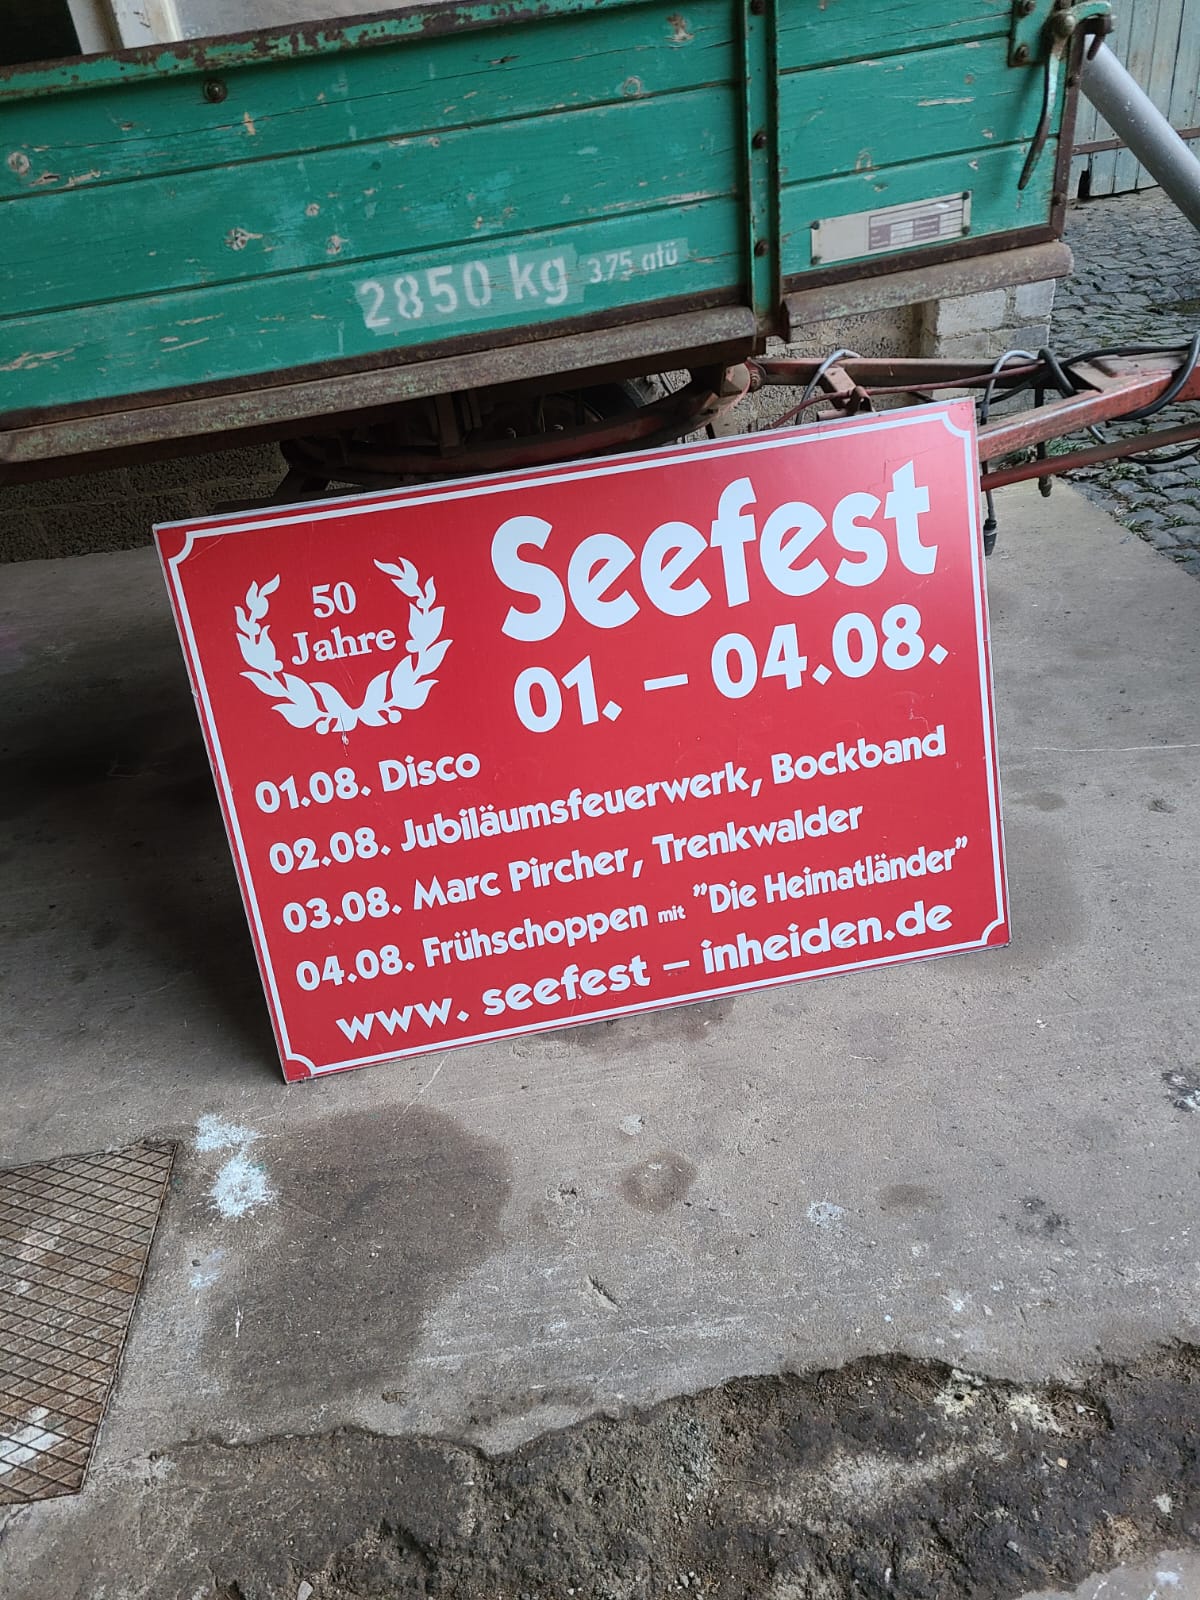 2850 kg 3.75 atü
50
Jahre
Seefest
01. – 04.08.
01.08. Disco
02.08. Jubiläumsfeuerwerk, Bockband
03.08. Marc Pircher, Trenkwalder
04.08. Frühschoppen mit "Die Heimatländer"
www. seefest – inheiden.de